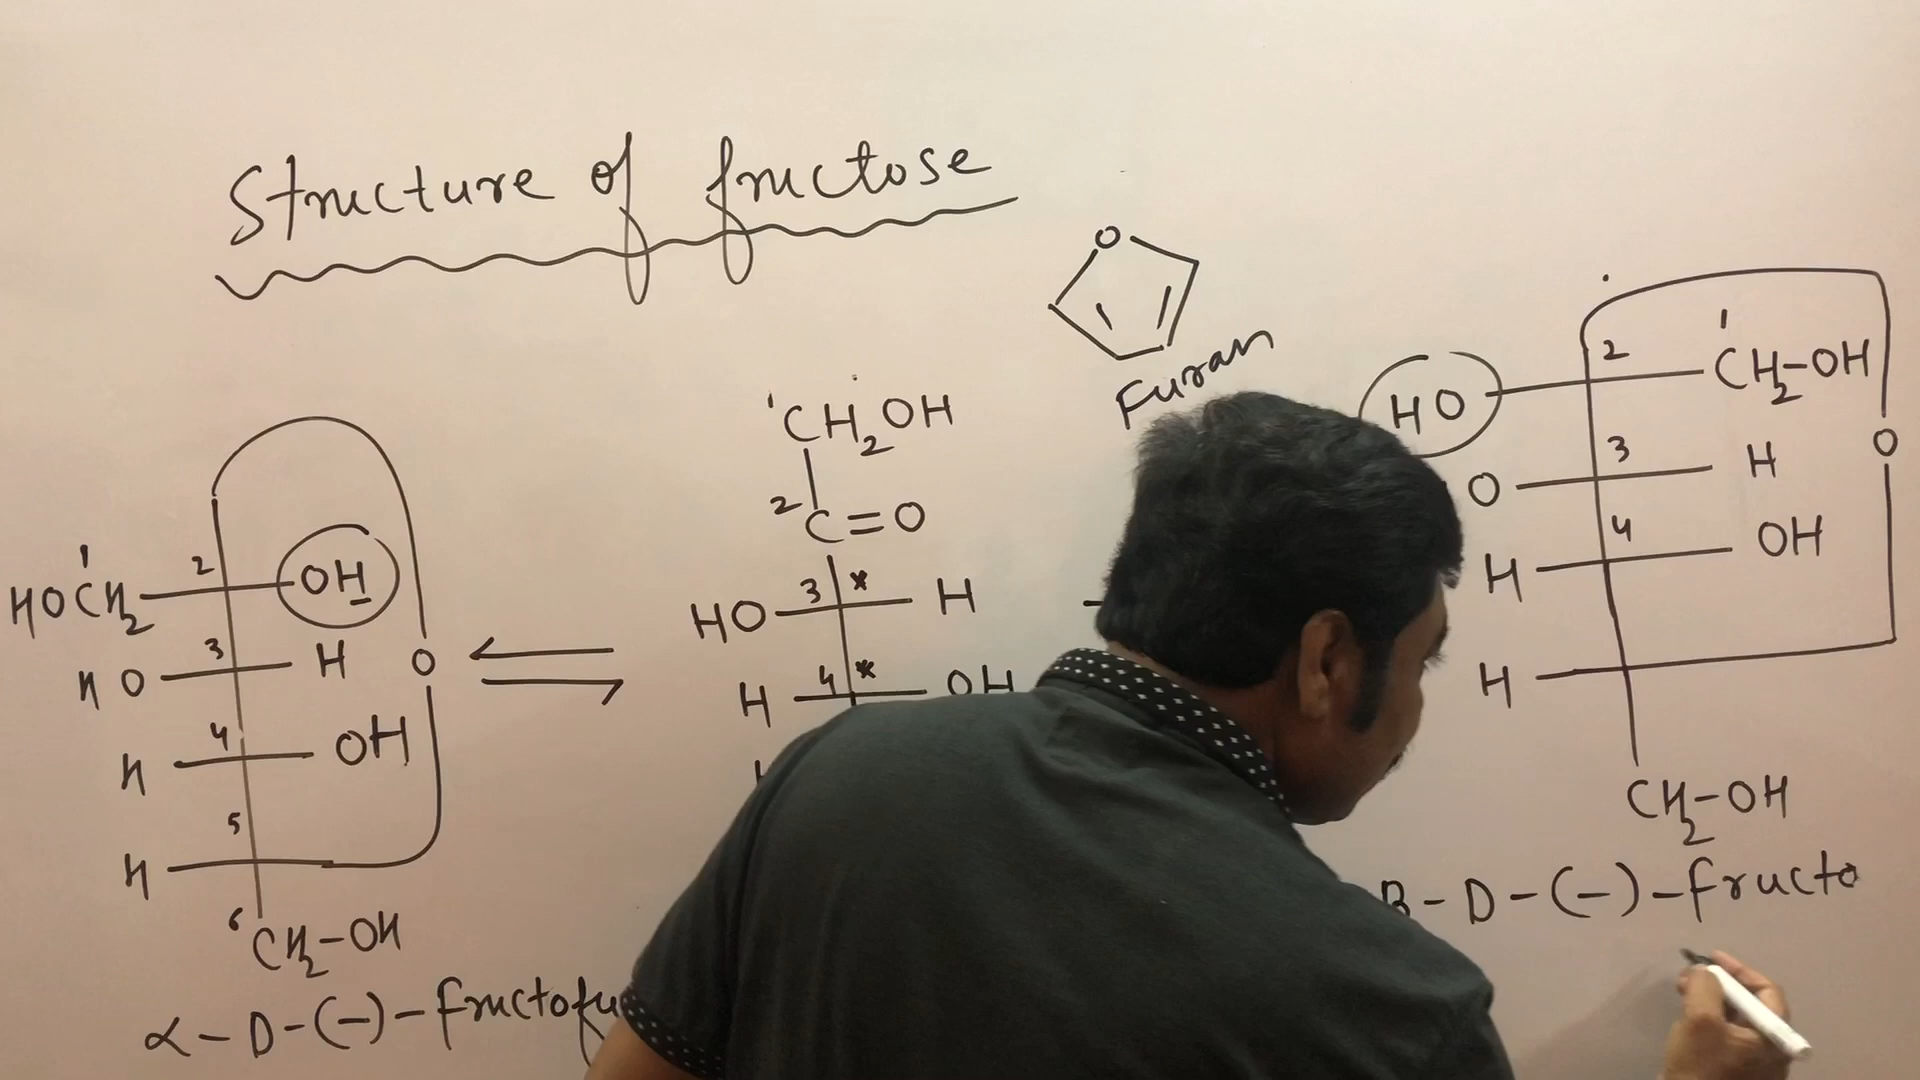 Structure of fructose
O
Furan
HOCH2 1 2 OH
HO 3 H O
H 4 OH
5
H
6 CH2-OH
α-D-(-)-fructofu
1 CH2OH
2 C=O
HO 3 * H
H 4 * OH
H
HO 2 1 CH2-OH
O 3 H O
H 4 OH
H
CH2-OH
B-D-(-)-fructo